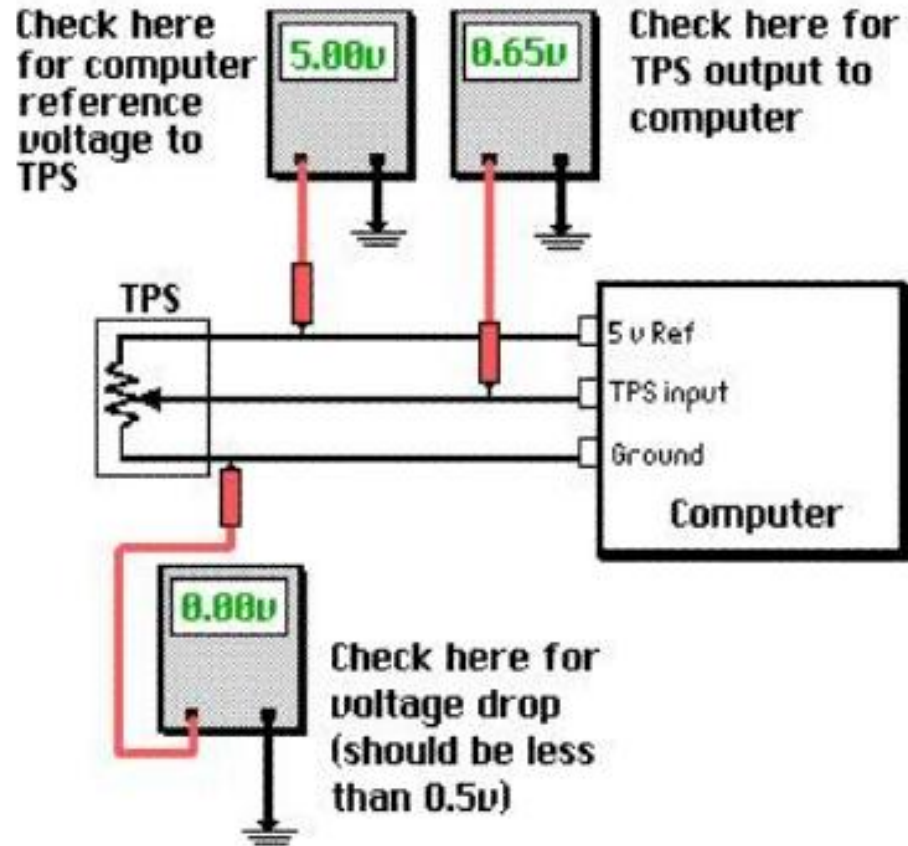 Check here
for computer
reference
voltage to
TPS
5.00v
0.65v
Check here for
TPS output to
computer
TPS
5 v Ref
TPS input
Ground
Computer
0.00v
Check here for
voltage drop
(should be less
than 0.5v)